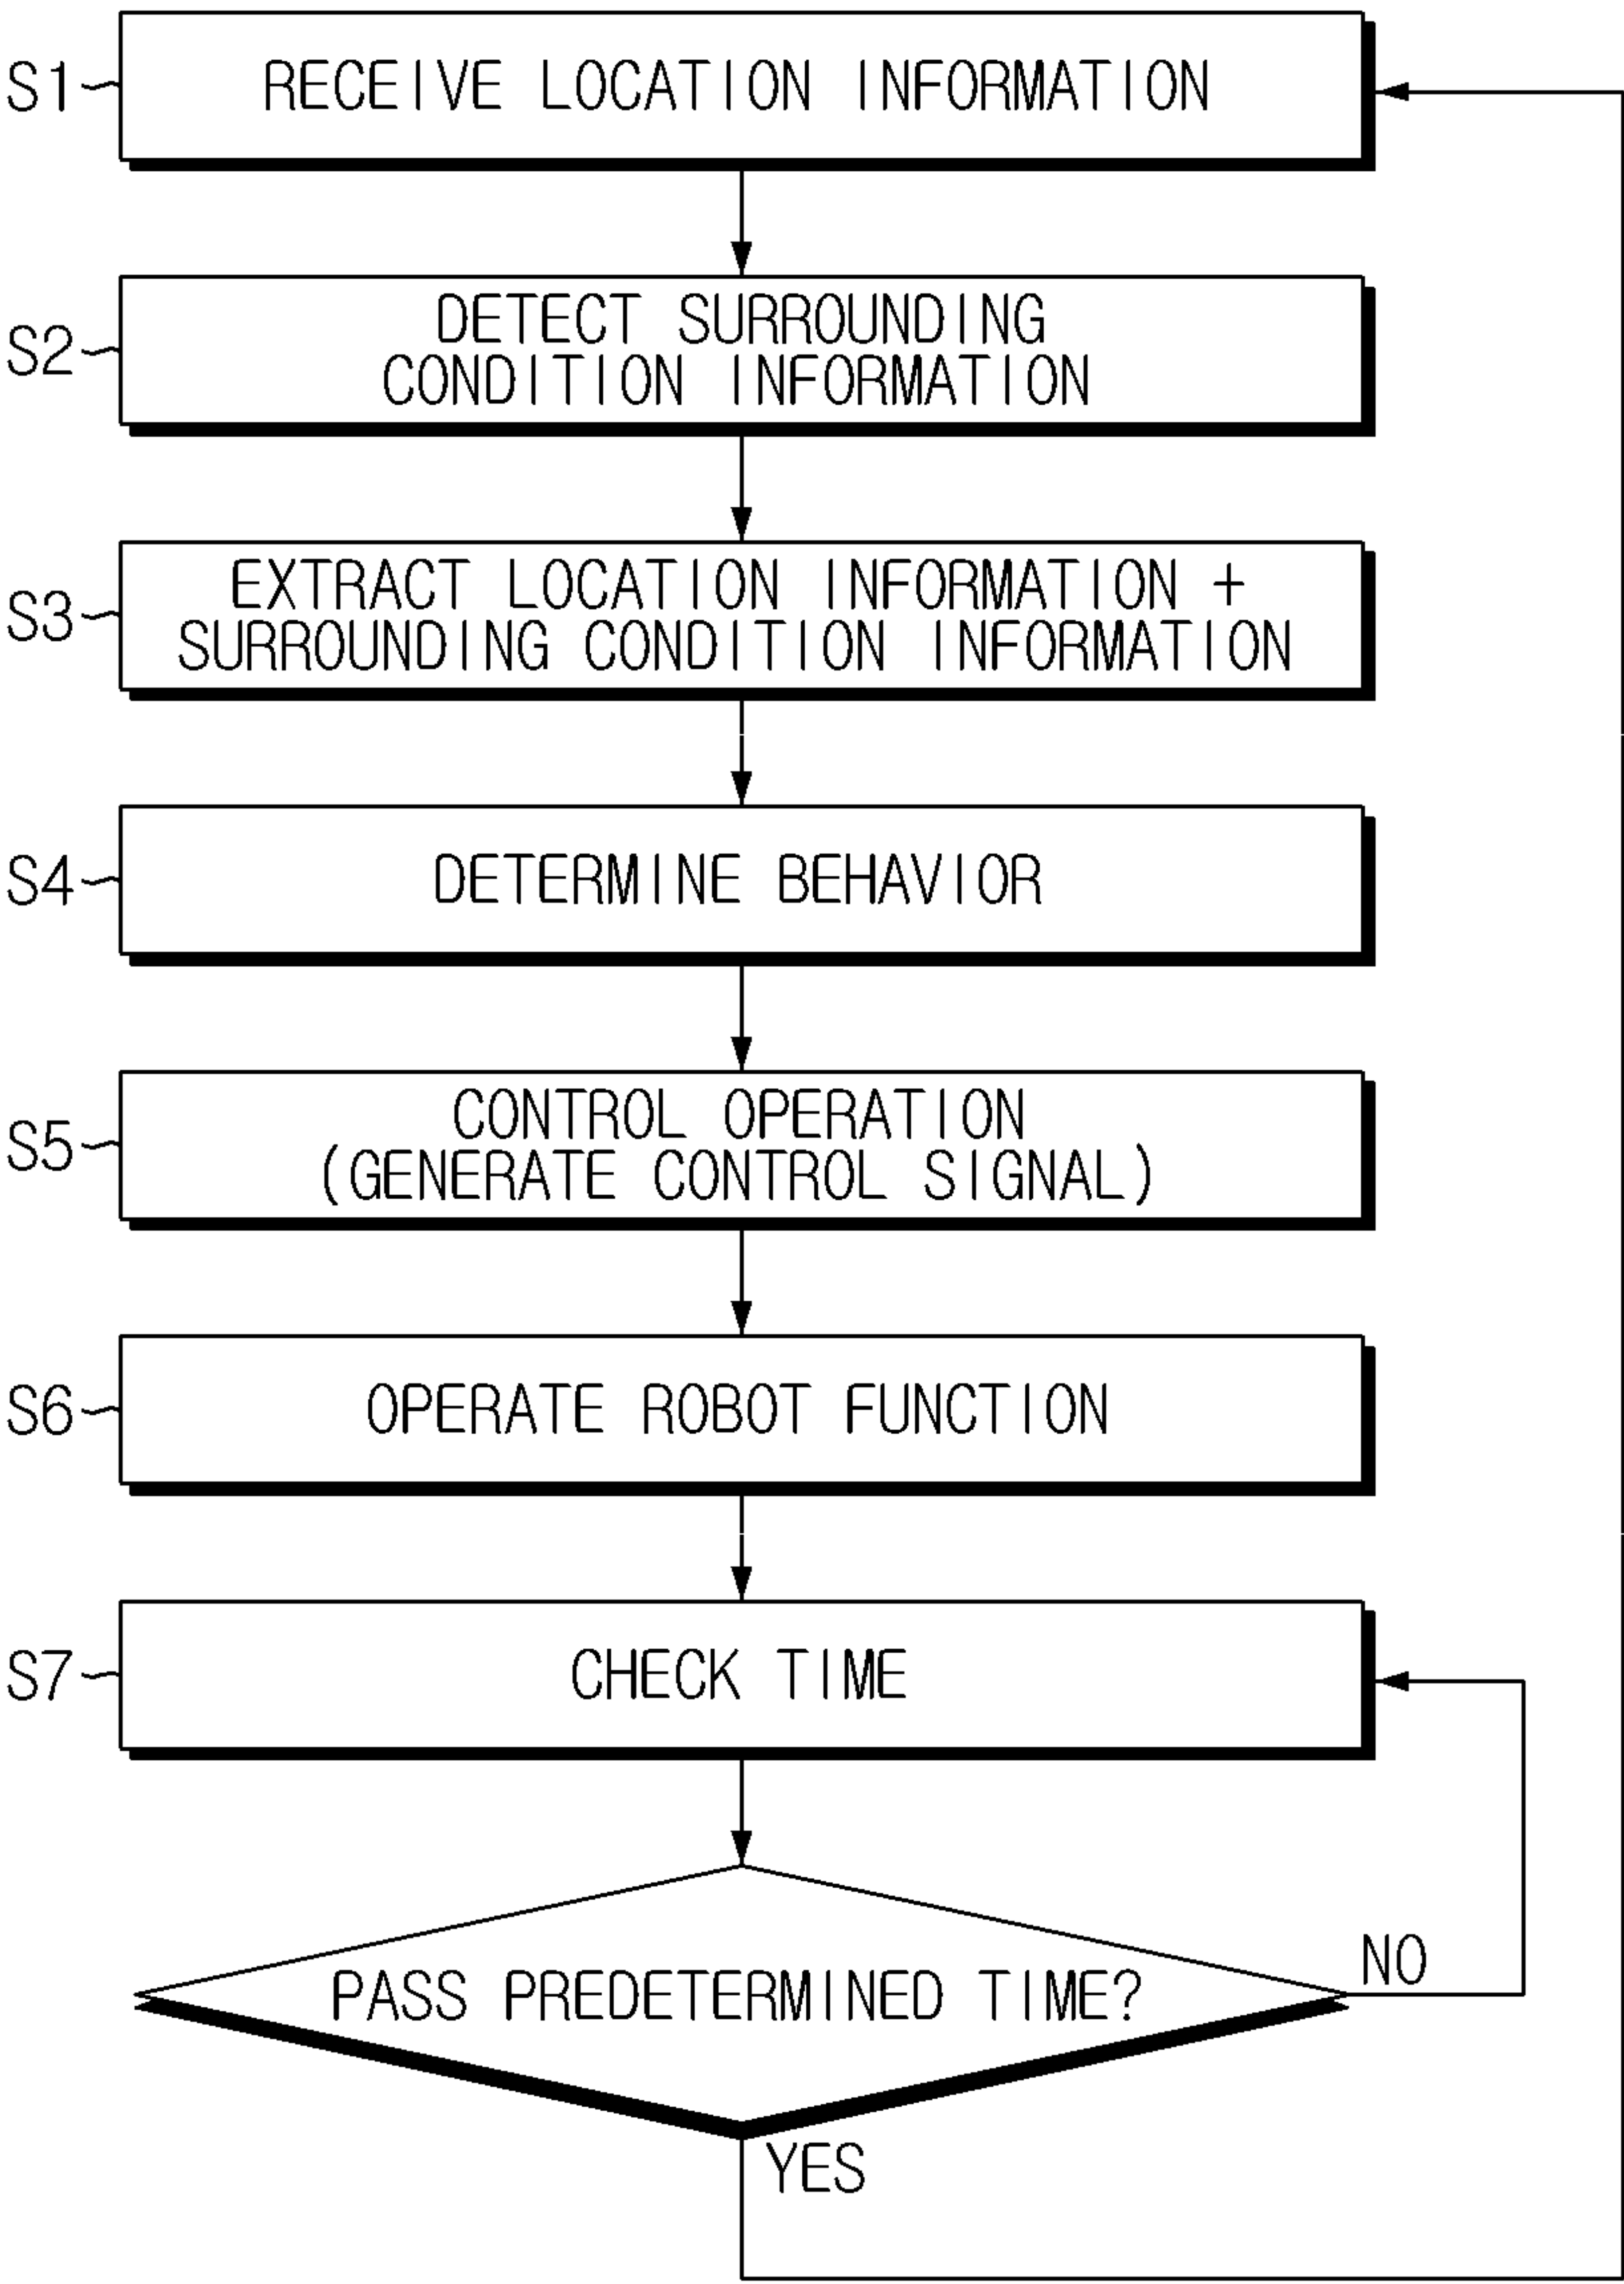 S1
RECEIVE LOCATION INFORMATION
S2
DETECT SURROUNDING
CONDITION INFORMATION
S3
EXTRACT LOCATION INFORMATION +
SURROUNDING CONDITION INFORMATION
S4
DETERMINE BEHAVIOR
S5
CONTROL OPERATION
(GENERATE CONTROL SIGNAL)
S6
OPERATE ROBOT FUNCTION
S7
CHECK TIME
PASS PREDETERMINED TIME?
NO
YES